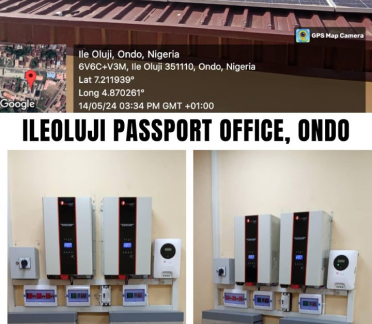 GPS Map Camera
Ile Oluji, Ondo, Nigeria
6V6C+V3M, Ile Oluji 351110, Ondo, Nigeria
Lat 7.211939°
Long 4.870261°
14/05/24 03:34 PM GMT +01:00
Google
ILEOLUJI PASSPORT OFFICE, ONDO